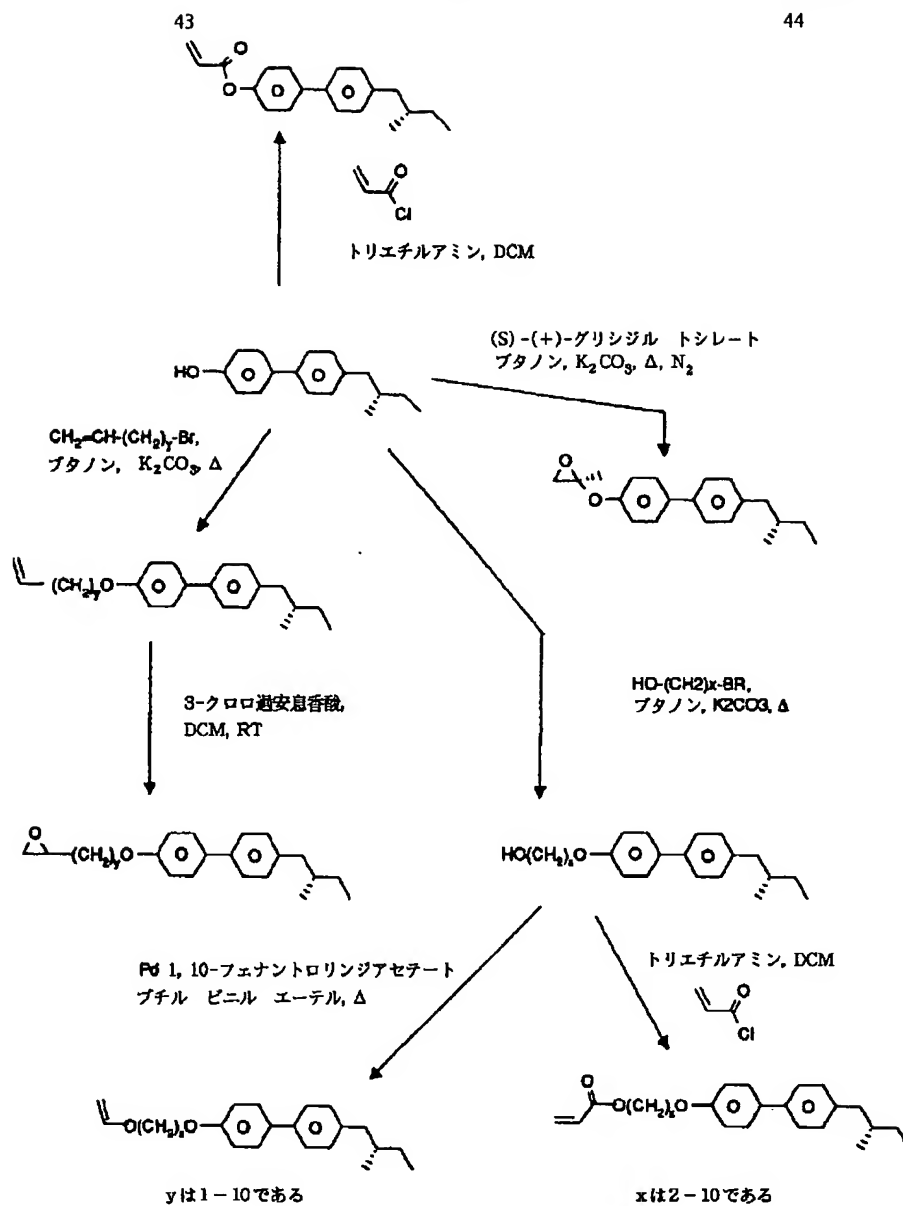 43
44
O
O
O
O
O
Cl
トリエチルアミン, DCM
(S)-(+)-グリシジル トシレート
ブタノン, K₂CO₃, Δ, N₂
HO
O
O
CH₂=CH-(CH₂)y-Br,
ブタノン, K₂CO₃, Δ
O
O
O
O
(CH₂)yO
O
O
HO-(CH2)x-BR,
ブタノン, K2CO3, Δ
3-クロロ過安息香酸,
DCM, RT
O
(CH₂)yO
O
O
HO(CH₂)xO
O
O
Pd 1, 10-フェナントロリンジアセテート
ブチル ビニル エーテル, Δ
トリエチルアミン, DCM
O
Cl
O(CH₂)xO
O
O
O
O(CH₂)xO
O
O
yは1-10である
xは2-10である